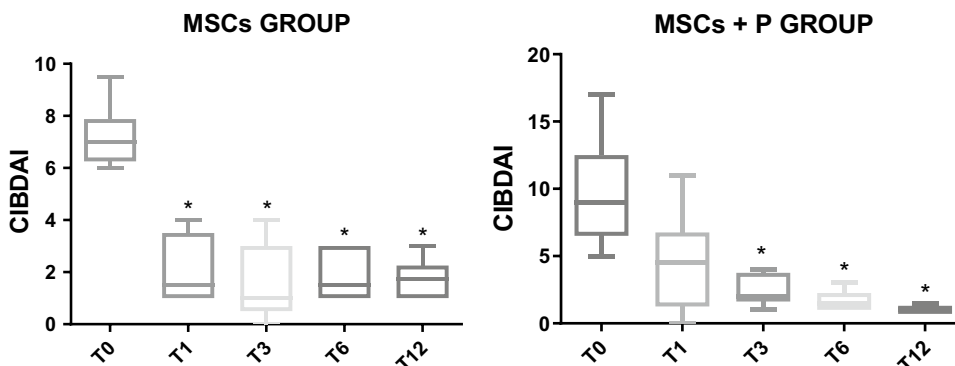 MSCs GROUP
CIBDAI
10
8
6
4
2
0
* * * *
T0 T1 T3 T6 T12
MSCs + P GROUP
CIBDAI
20
15
10
5
0
* * *
T0 T1 T3 T6 T12